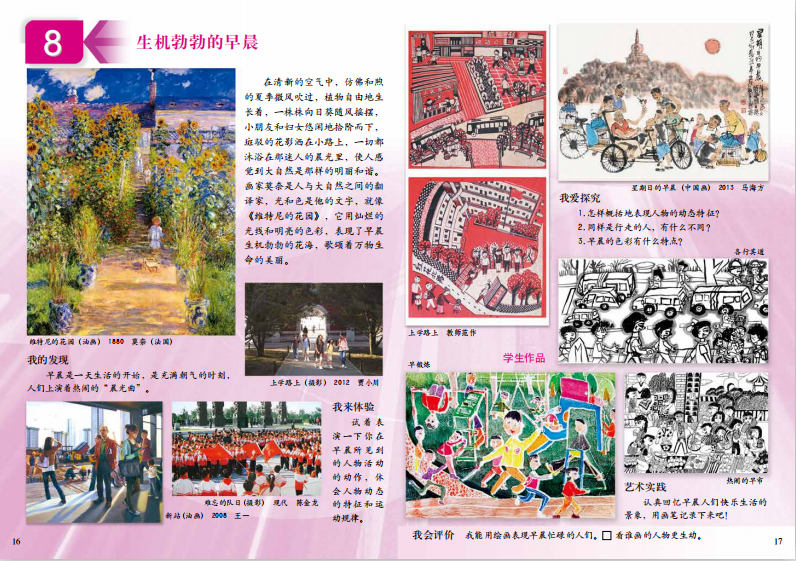 8
生机勃勃的早晨
在清新的空气中，仿佛和煦
的夏季微风吹过，植物自由地生
长着，一株株向日葵随风摇摆，
小朋友和妇女悠闲地拾阶而下，
斑驳的花影洒在小路上，一切都
沐浴在那迷人的晨光里，使人感
觉到大自然是那样的明丽和谐。
画家莫奈是人与大自然之间的翻
译家，光和色是他的文字，就像
《维特尼的花园》，它用灿烂的
光线和明亮的色彩，表现了早晨
生机勃勃的花海，歌颂着万物生
命的美丽。
维特尼的花园（油画） 1880 莫奈（法国）
我的发现
早晨是一天生活的开始，是充满朝气的时刻，
人们上演着热闹的“晨光曲”。
上学路上（摄影） 2012 贾小川
我来体验
试着表
演一下你在
早晨所见到
的人物活动
的动作，体
会人物动态
的特征和运
动规律。
难忘的队日（摄影） 现代 陈金龙
新站（油画） 2008 王一
16
上学路上 教师范作
星期日的早晨（中国画） 2013 马海方
我爱探究
1.怎样概括地表现人物的动态特征？
2.同样是行走的人，有什么不同？
3.早晨的色彩有什么特点？
各行其道
学生作品
早锻炼
热闹的早市
艺术实践
认真回忆早晨人们快乐生活的
景象，用画笔记录下来吧！
我会评价 我能用绘画表现早晨忙碌的人们。□ 看谁画的人物更生动。
17